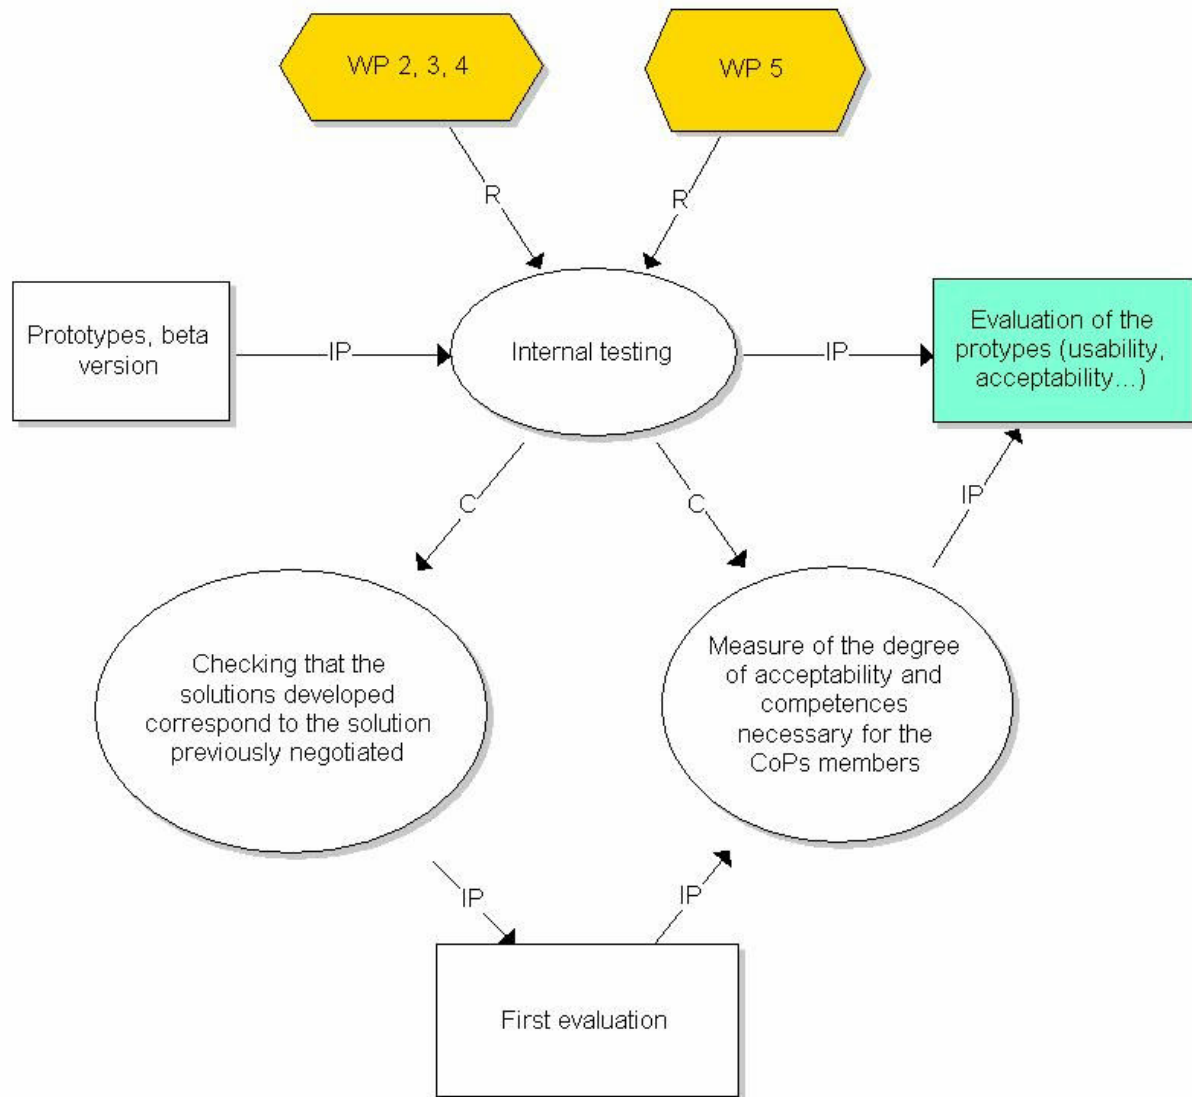 WP 2, 3, 4
WP 5
R
R
Prototypes, beta
version
IP
Internal testing
IP
Evaluation of the
protypes (usability,
acceptability…)
C
C
IP
Checking that the
solutions developed
correspond to the solution
previously negotiated
Measure of the degree
of acceptability and
competences
necessary for the
CoPs members
IP
IP
First evaluation